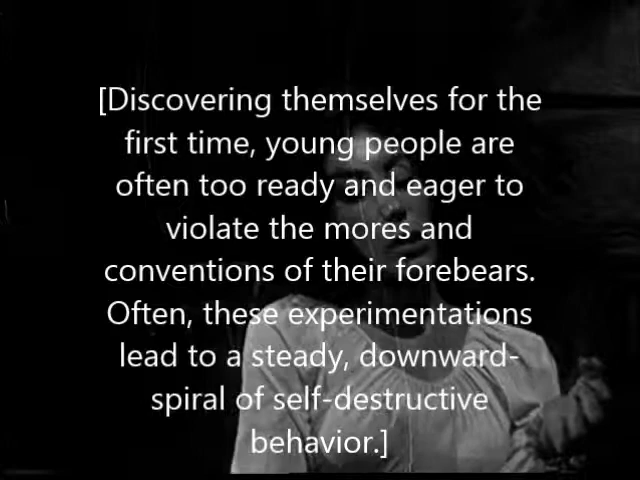 [Discovering themselves for the
first time, young people are
often too ready and eager to
violate the mores and
conventions of their forebears.
Often, these experimentations
lead to a steady, downward-
spiral of self-destructive
behavior.]